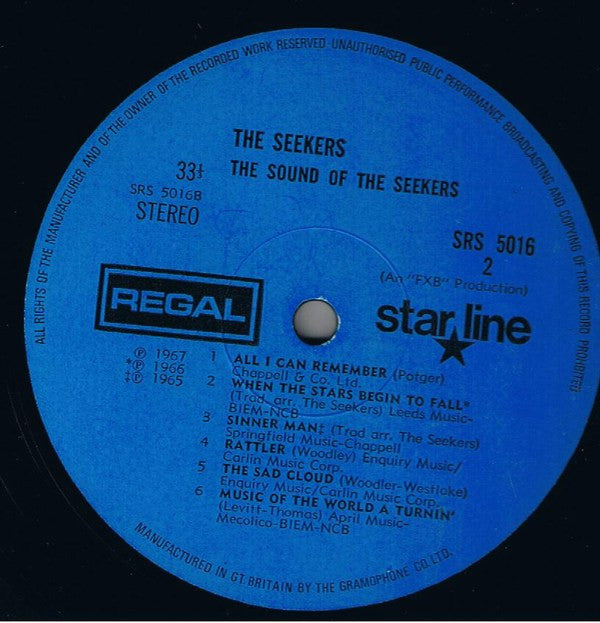 ALL RIGHTS OF THE MANUFACTURER AND OF THE OWNER OF THE RECORDED WORK RESERVED UNAUTHORISED PUBLIC PERFORMANCE BROADCASTING AND COPYING OF THIS RECORD PROHIBITED
THE SEEKERS
THE SOUND OF THE SEEKERS
33⅓
SRS 5016B
STEREO
SRS 5016
2
(An "FXB" Production)
REGAL
star line
℗ 1967
*℗ 1966
‡℗ 1965
1 ALL I CAN REMEMBER (Potger)
Chappell & Co. Ltd.
2 WHEN THE STARS BEGIN TO FALL*
(Trad. arr. The Seekers) Leeds Music-
BIEM-NCB
3 SINNER MAN‡ (Trad arr. The Seekers)
Springfield Music-Chappell
4 RATTLER (Woodley) Enquiry Music/
Carlin Music Corp.
5 THE SAD CLOUD (Woodler-Westlake)
Enquiry Music/Carlin Music Corp.
6 MUSIC OF THE WORLD A TURNIN'
(Levitt-Thomas) April Music-
Mecolico-BIEM-NCB
MANUFACTURED IN GT. BRITAIN BY THE GRAMOPHONE CO. LTD.